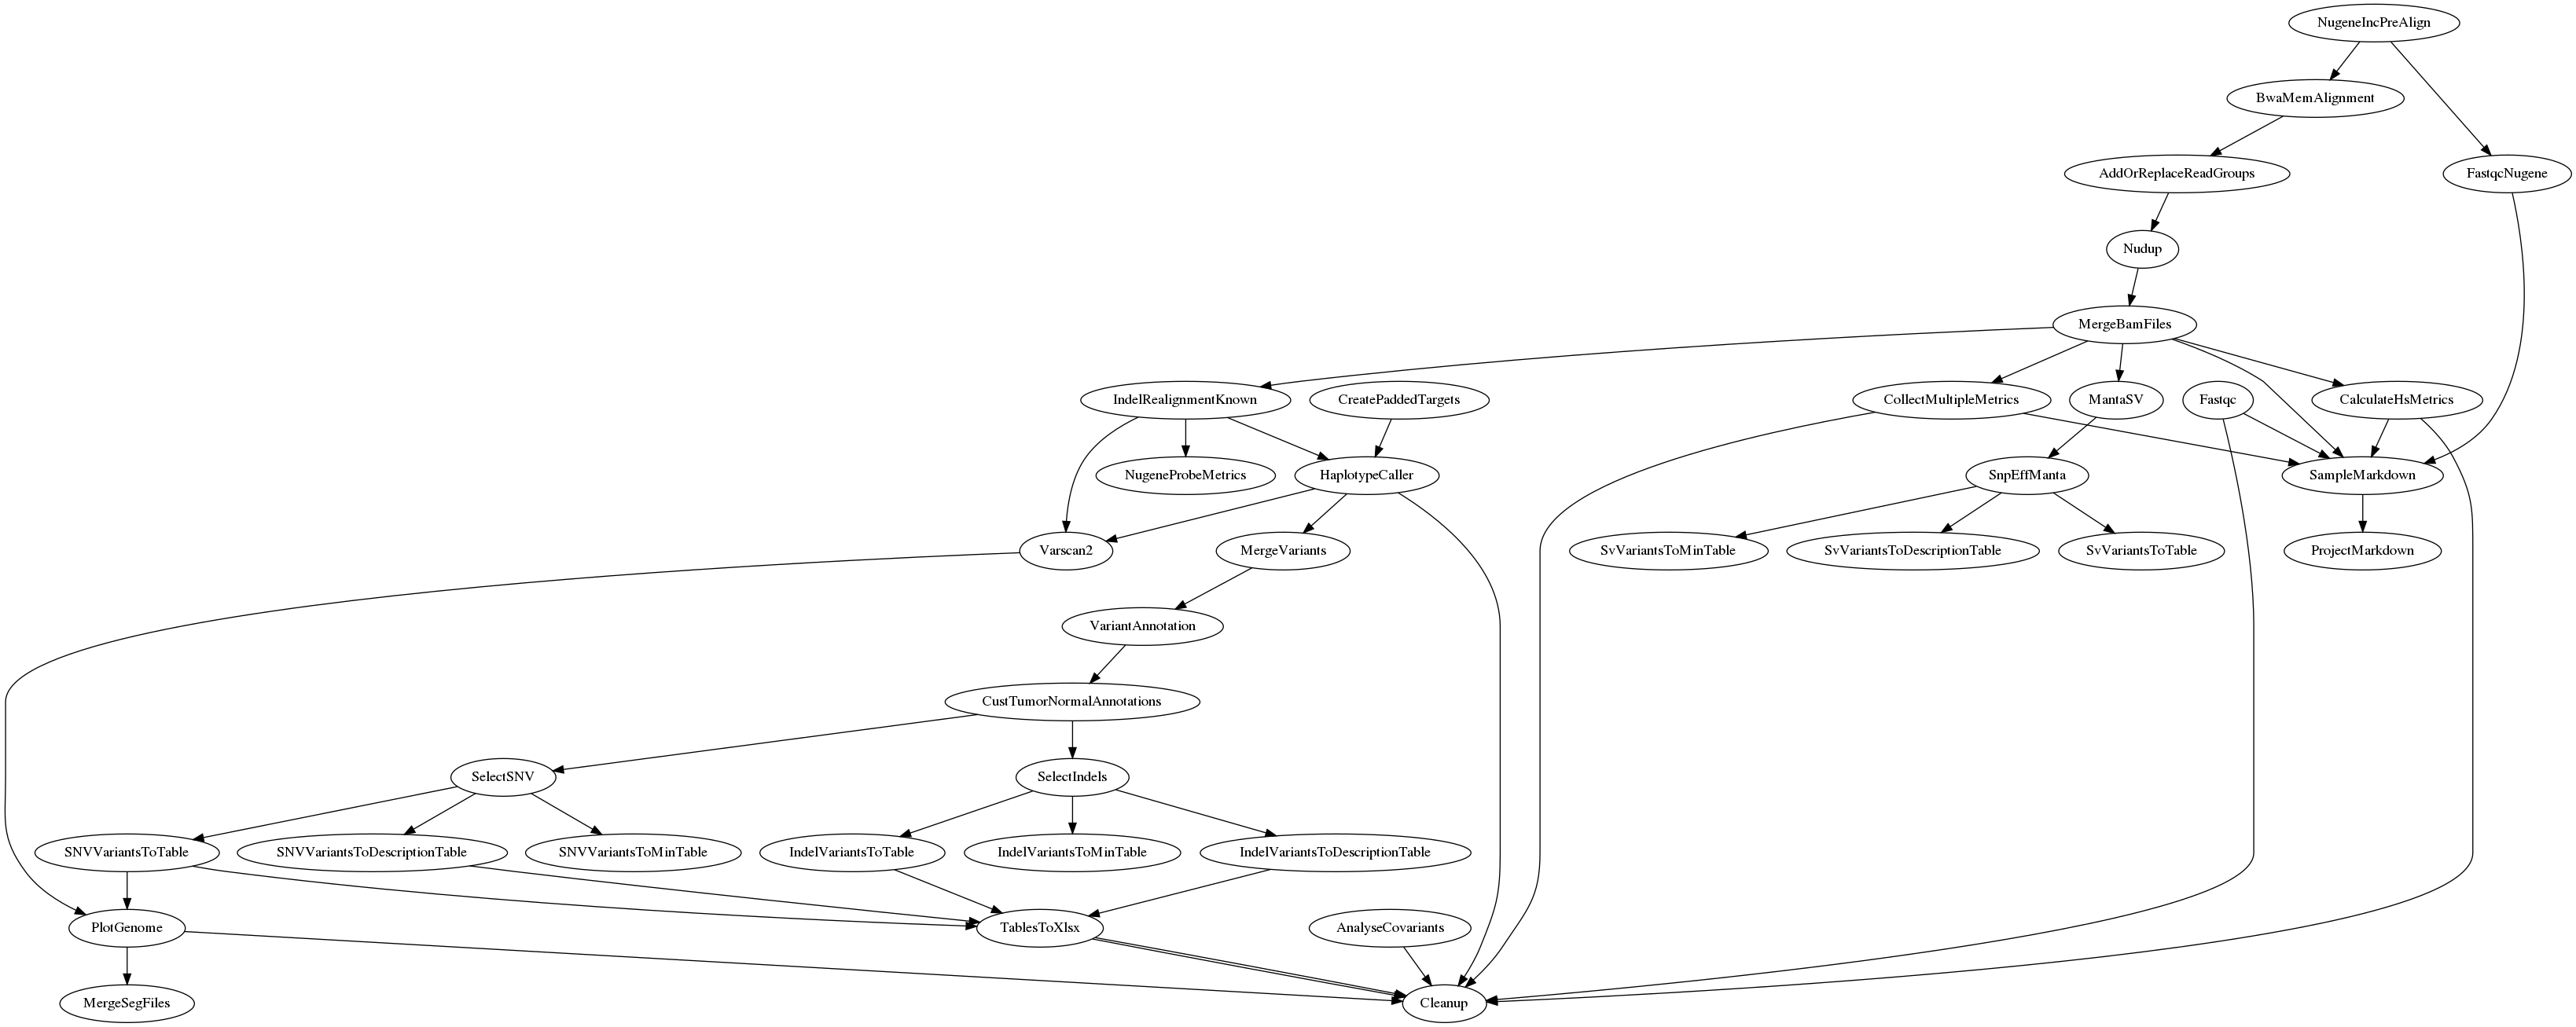 NugeneIncPreAlign
BwaMemAlignment
AddOrReplaceReadGroups
FastqcNugene
Nudup
MergeBamFiles
IndelRealignmentKnown
CreatePaddedTargets
CollectMultipleMetrics
MantaSV
Fastqc
CalculateHsMetrics
NugeneProbeMetrics
HaplotypeCaller
SnpEffManta
SampleMarkdown
Varscan2
MergeVariants
SvVariantsToMinTable
SvVariantsToDescriptionTable
SvVariantsToTable
ProjectMarkdown
VariantAnnotation
CustTumorNormalAnnotations
SelectSNV
SelectIndels
SNVVariantsToTable
SNVVariantsToDescriptionTable
SNVVariantsToMinTable
IndelVariantsToTable
IndelVariantsToMinTable
IndelVariantsToDescriptionTable
PlotGenome
TablesToXlsx
AnalyseCovariants
MergeSegFiles
Cleanup